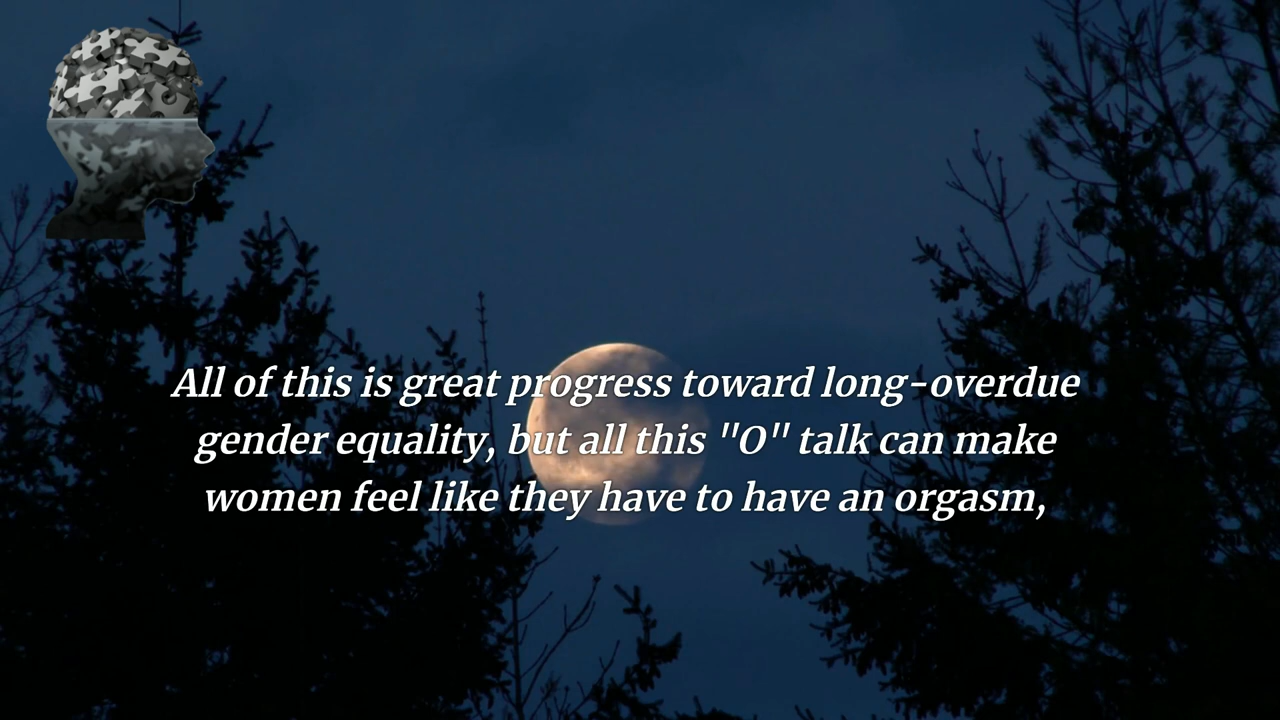 All of this is great progress toward long-overdue
gender equality, but all this "O" talk can make
women feel like they have to have an orgasm,